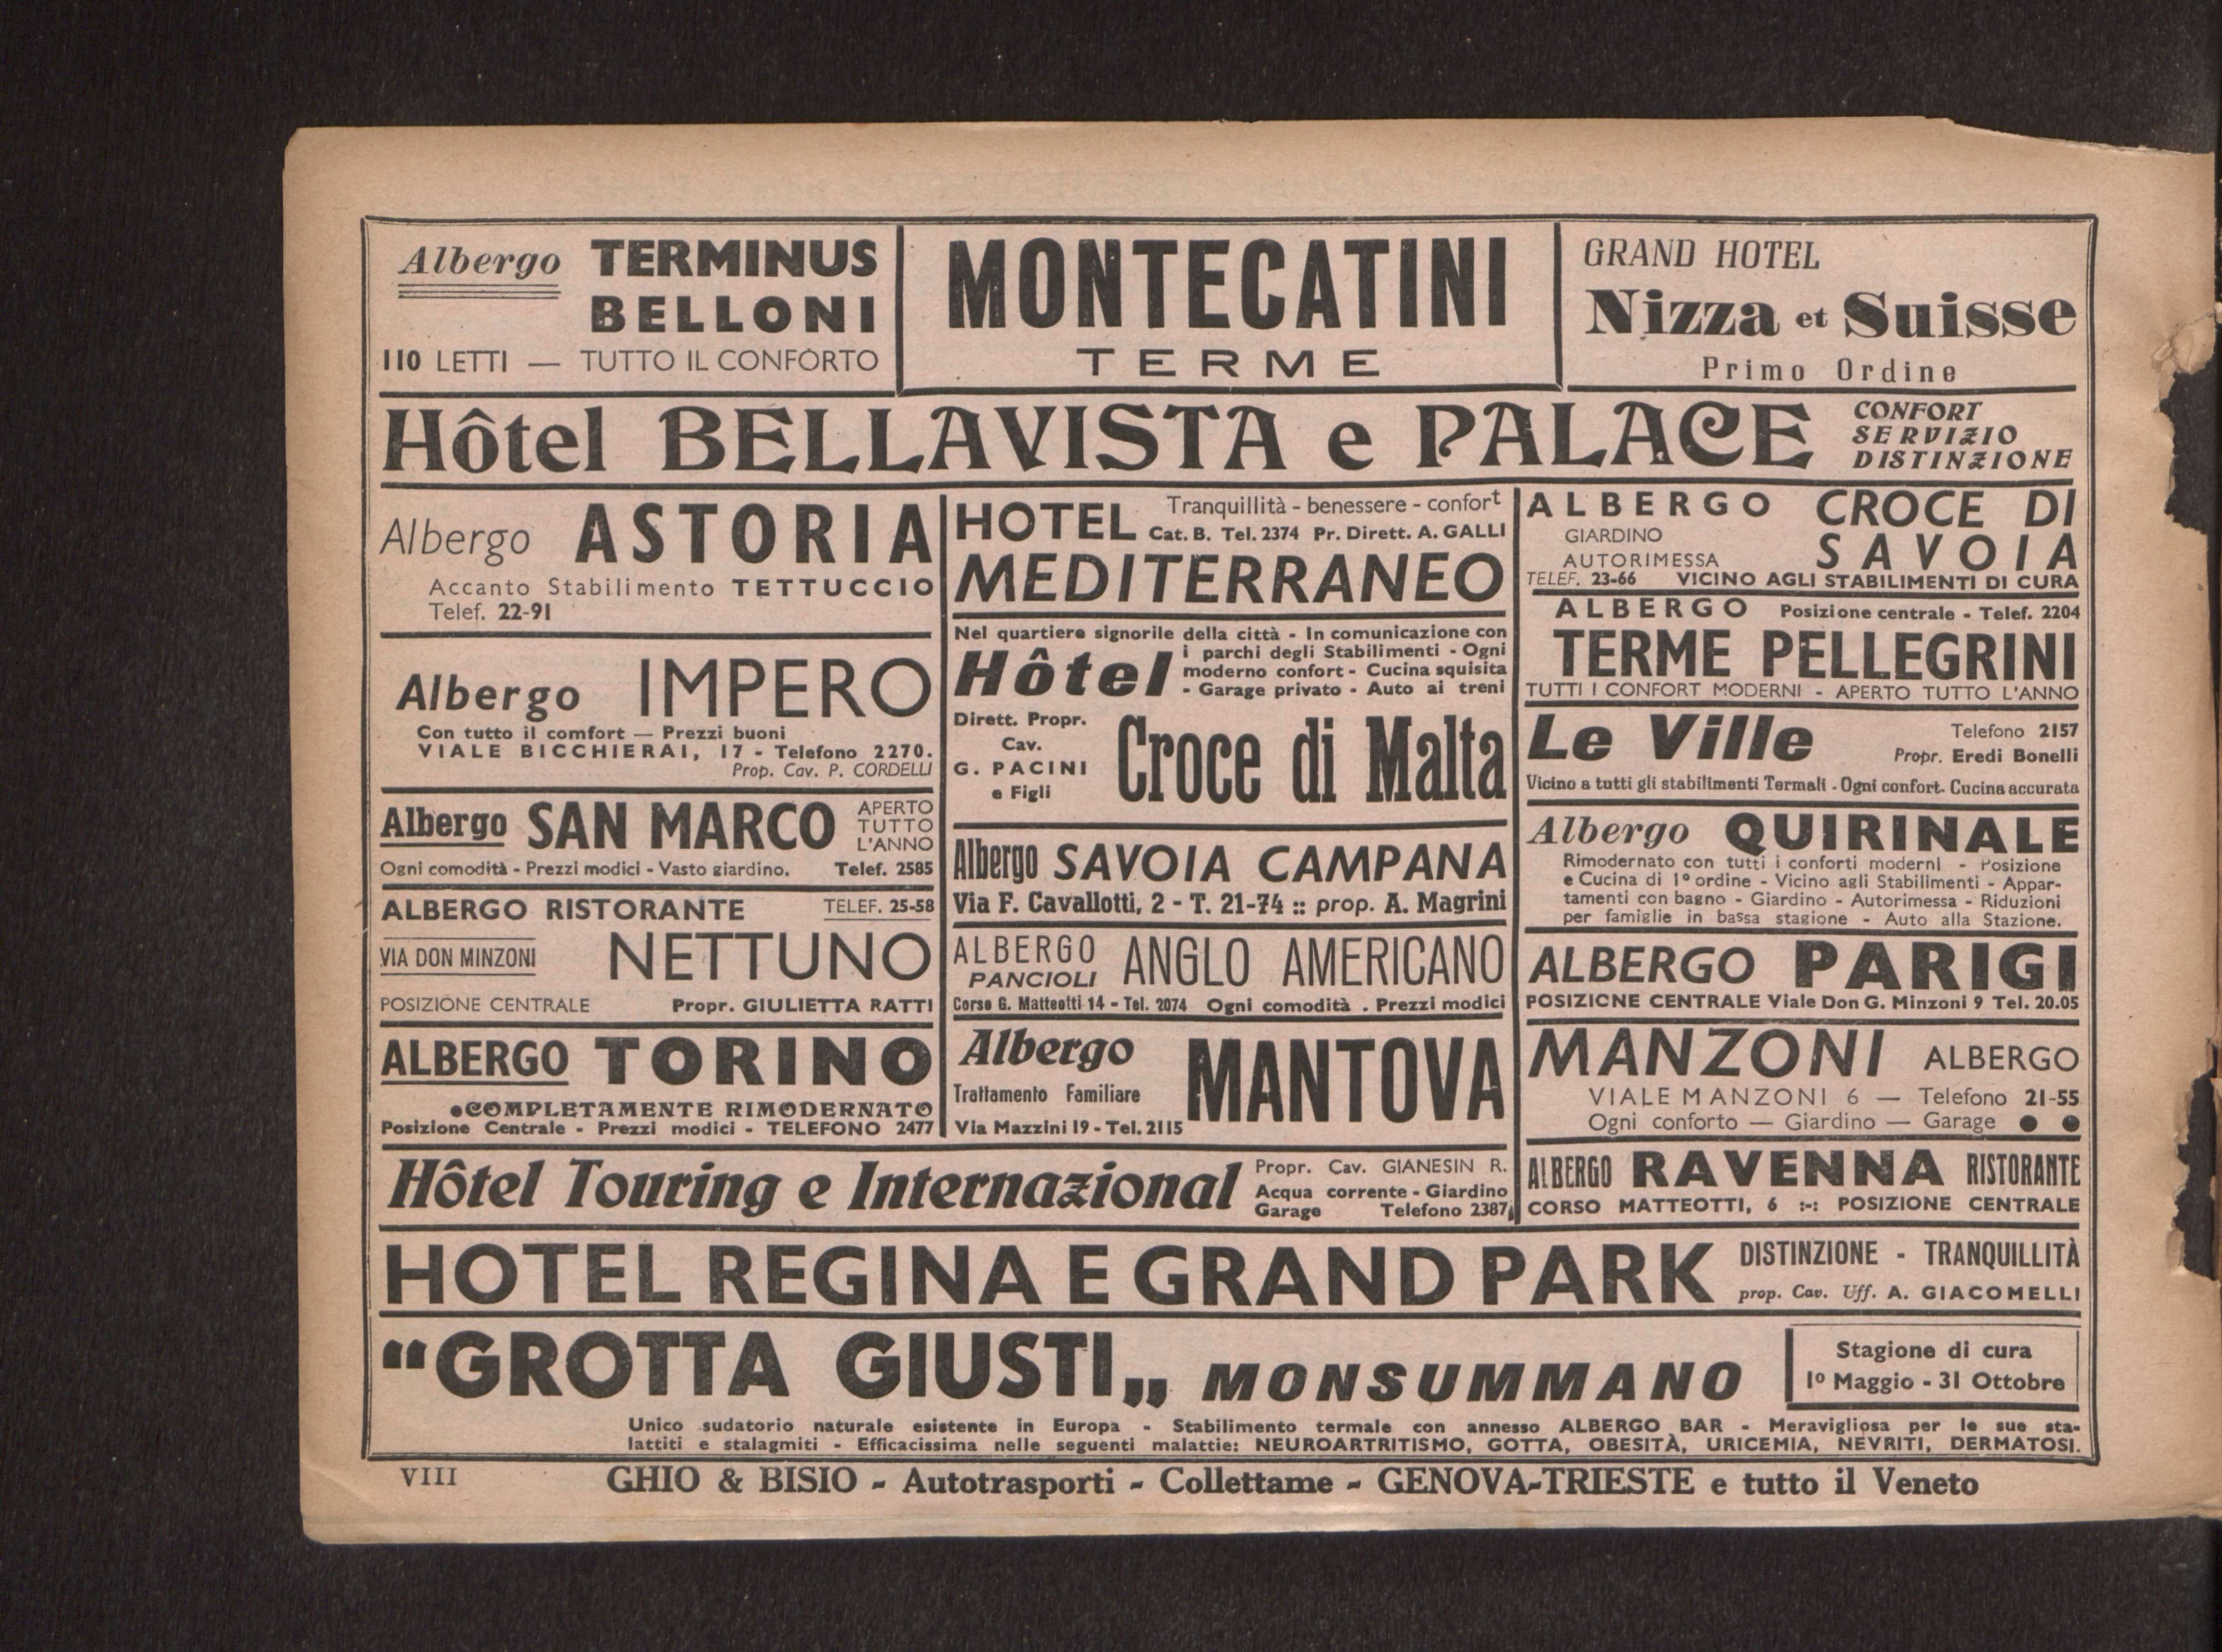 Albergo TERMINUS
BELLONI
110 LETTI — TUTTO IL CONFORTO
MONTECATINI
TERME
GRAND HOTEL
Nizza et Suisse
Primo Ordine
Hôtel BELLAVISTA e PALACE
CONFORT
SERVIZIO
DISTINZIONE
Albergo ASTORIA
Accanto Stabilimento TETTUCCIO
Telef. 22-91
Albergo IMPERO
Con tutto il comfort — Prezzi buoni
VIALE BICCHIERAI, 17 - Telefono 2270.
Prop. Cav. P. CORDELLI
Albergo SAN MARCO
APERTO
TUTTO
L'ANNO
Ogni comodità - Prezzi modici - Vasto giardino. Telef. 2585
ALBERGO RISTORANTE TELEF. 25-58
VIA DON MINZONI NETTUNO
POSIZIONE CENTRALE Propr. GIULIETTA RATTI
ALBERGO TORINO
•COMPLETAMENTE RIMODERNATO
Posizione Centrale - Prezzi modici - TELEFONO 2477
HOTEL Tranquillità - benessere - confort
Cat. B. Tel. 2374 Pr. Dirett. A. GALLI
MEDITERRANEO
Nel quartiere signorile della città - In comunicazione con
i parchi degli Stabilimenti - Ogni
Hôtel moderno confort - Cucina squisita
- Garage privato - Auto ai treni
Dirett. Propr.
Cav.
G. PACINI
e Figli
Croce di Malta
Albergo SAVOIA CAMPANA
Via F. Cavallotti, 2 - T. 21-74 :: prop. A. Magrini
ALBERGO
PANCIOLI ANGLO AMERICANO
Corso G. Matteotti 14 - Tel. 2074 Ogni comodità . Prezzi modici
Albergo MANTOVA
Trattamento Familiare
Via Mazzini 19 - Tel. 2115
ALBERGO CROCE DI
GIARDINO
AUTORIMESSA SAVOIA
TELEF. 23-66 VICINO AGLI STABILIMENTI DI CURA
ALBERGO Posizione centrale - Telef. 2204
TERME PELLEGRINI
TUTTI I CONFORT MODERNI - APERTO TUTTO L'ANNO
Le Ville Telefono 2157
Propr. Eredi Bonelli
Vicino a tutti gli stabilimenti Termali - Ogni confort- Cucina accurata
Albergo QUIRINALE
Rimodernato con tutti i conforti moderni - Posizione
e Cucina di 1º ordine - Vicino agli Stabilimenti - Appar-
tamenti con bagno - Giardino - Autorimessa - Riduzioni
per famiglie in bassa stagione - Auto alla Stazione.
ALBERGO PARIGI
POSIZIONE CENTRALE Viale Don G. Minzoni 9 Tel. 20.05
MANZONI ALBERGO
VIALE MANZONI 6 — Telefono 21-55
Ogni conforto — Giardino — Garage ● ●
ALBERGO RAVENNA RISTORANTE
CORSO MATTEOTTI, 6 :-: POSIZIONE CENTRALE
Hôtel Touring e Internazional
Propr. Cav. GIANESIN R.
Acqua corrente - Giardino
Garage Telefono 2387
HOTEL REGINA E GRAND PARK
DISTINZIONE - TRANQUILLITÀ
prop. Cav. Uff. A. GIACOMELLI
“GROTTA GIUSTI„ MONSUMMANO
Stagione di cura
1º Maggio - 31 Ottobre
Unico sudatorio naturale esistente in Europa - Stabilimento termale con annesso ALBERGO BAR - Meravigliosa per le sue sta-
lattiti e stalagmiti - Efficacissima nelle seguenti malattie: NEUROARTRITISMO, GOTTA, OBESITÀ, URICEMIA, NEVRITI, DERMATOSI.
VIII GHIO & BISIO - Autotrasporti - Collettame - GENOVA-TRIESTE e tutto il Veneto